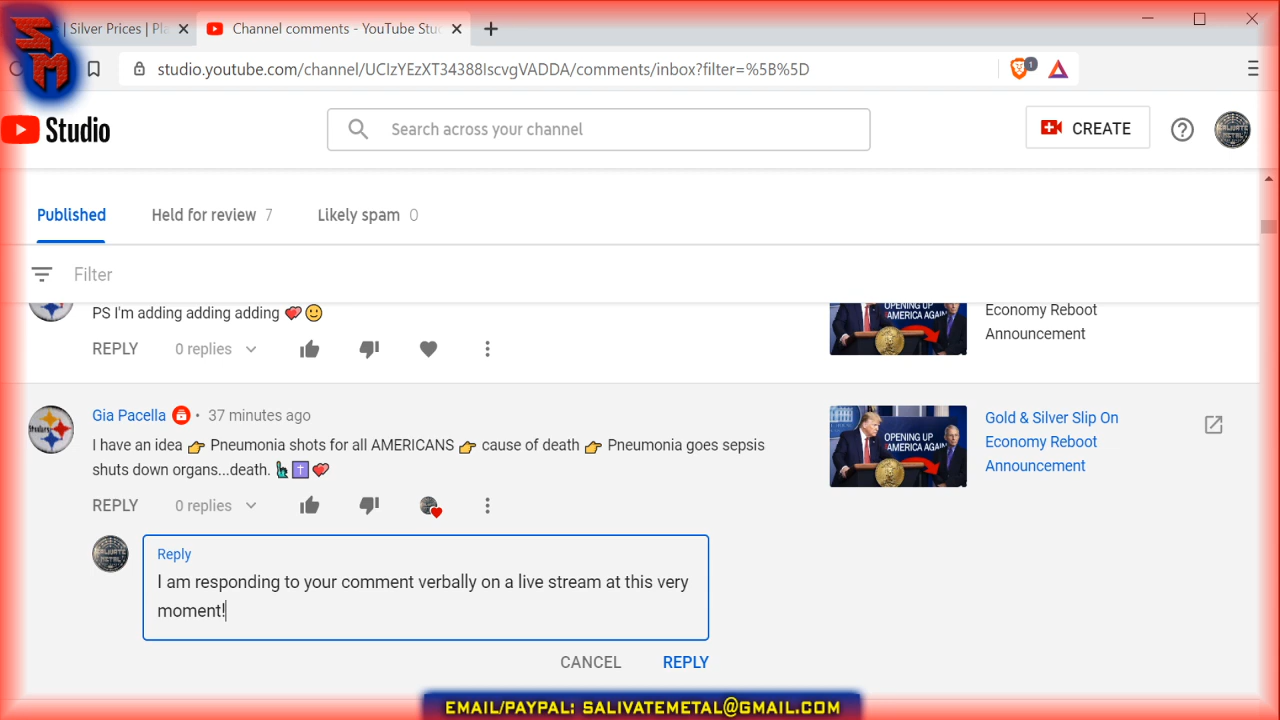 | Silver Prices | Pla
Channel comments - YouTube Stud
SM
studio.youtube.com/channel/UCIzYEzXT34388IscvgVADDA/comments/inbox?filter=%5B%5D
1
Studio
Search across your channel
CREATE
Published
Held for review 7
Likely spam 0
Filter
PS I'm adding adding adding 💕🙂
REPLY 0 replies
OPENING UP
AMERICA AGAIN
Economy Reboot
Announcement
Gia Pacella • 37 minutes ago
I have an idea 👉 Pneumonia shots for all AMERICANS 👉 cause of death 👉 Pneumonia goes sepsis
shuts down organs...death. 🗽✝️💕
REPLY 0 replies
OPENING UP
AMERICA AGAIN
Gold & Silver Slip On
Economy Reboot
Announcement
Reply
I am responding to your comment verbally on a live stream at this very
moment!
CANCEL REPLY
EMAIL/PAYPAL: SALIVATEMETAL@GMAIL.COM